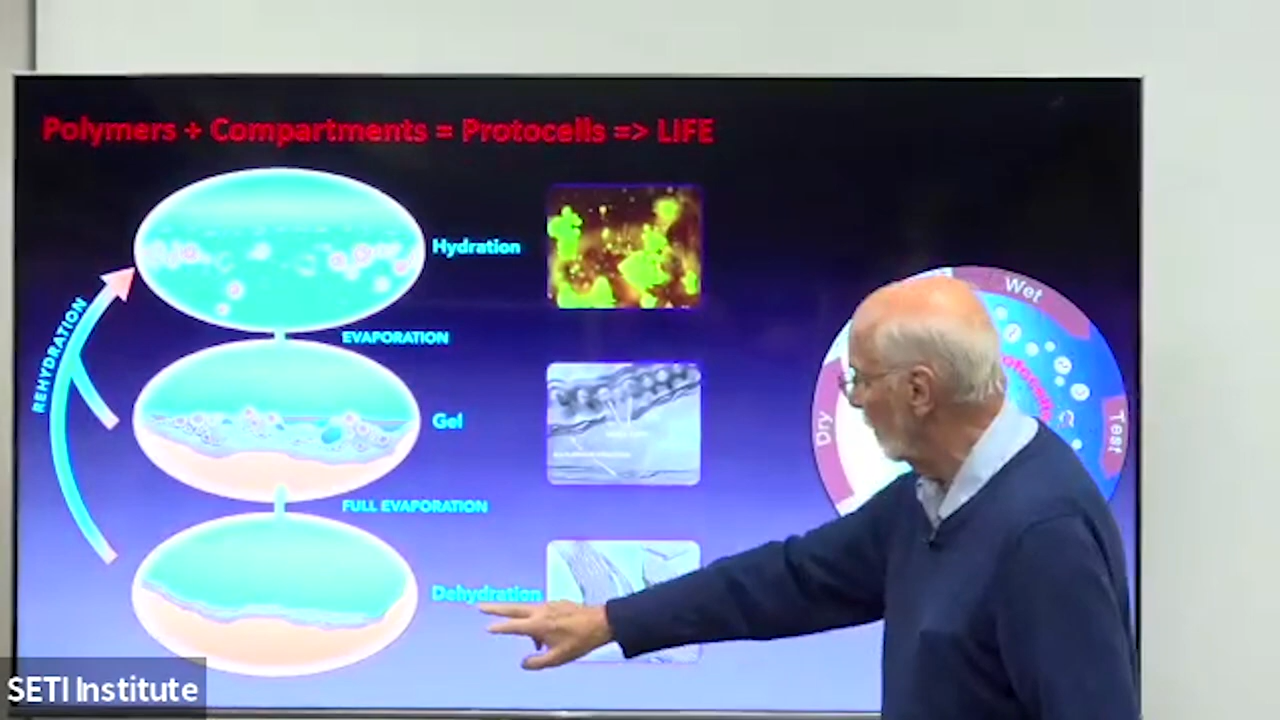 Polymers + Compartments = Protocells => LIFE
Hydration
Wet
EVAPORATION
REHYDRATION
Gel
Dry
Test
FULL EVAPORATION
Dehydration
SETI Institute